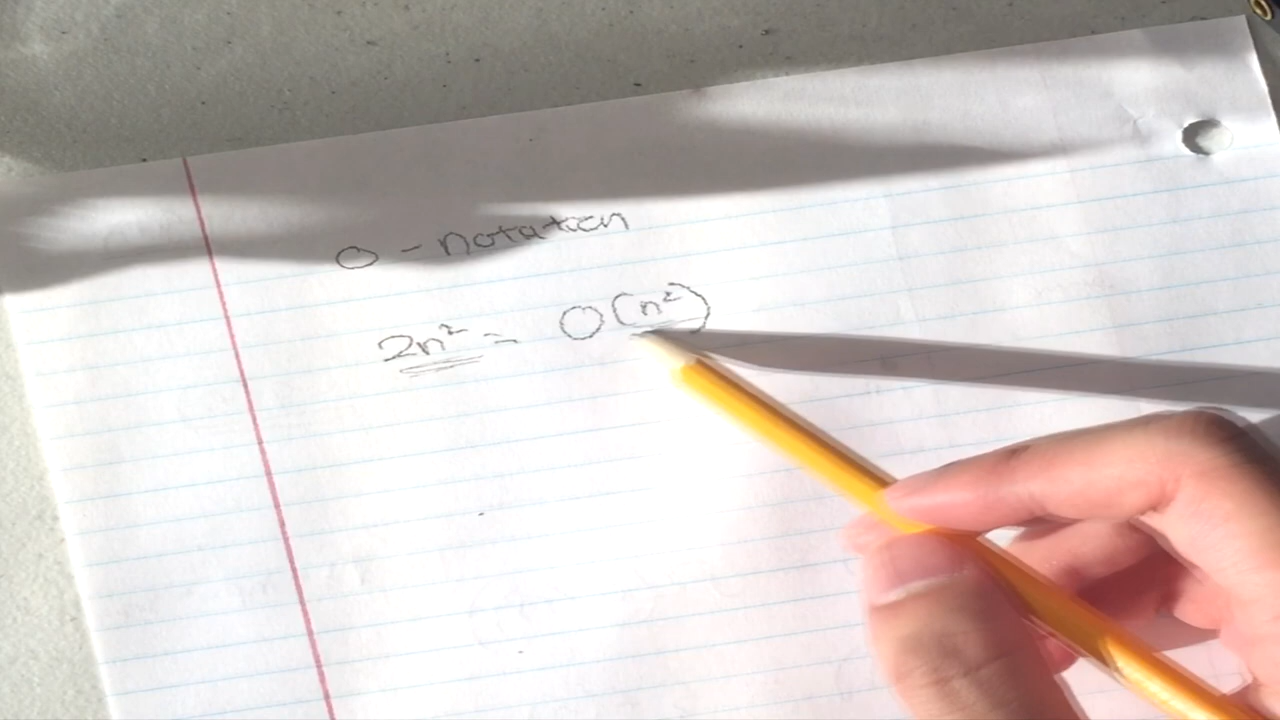 O - notation
2n² = O(n²)